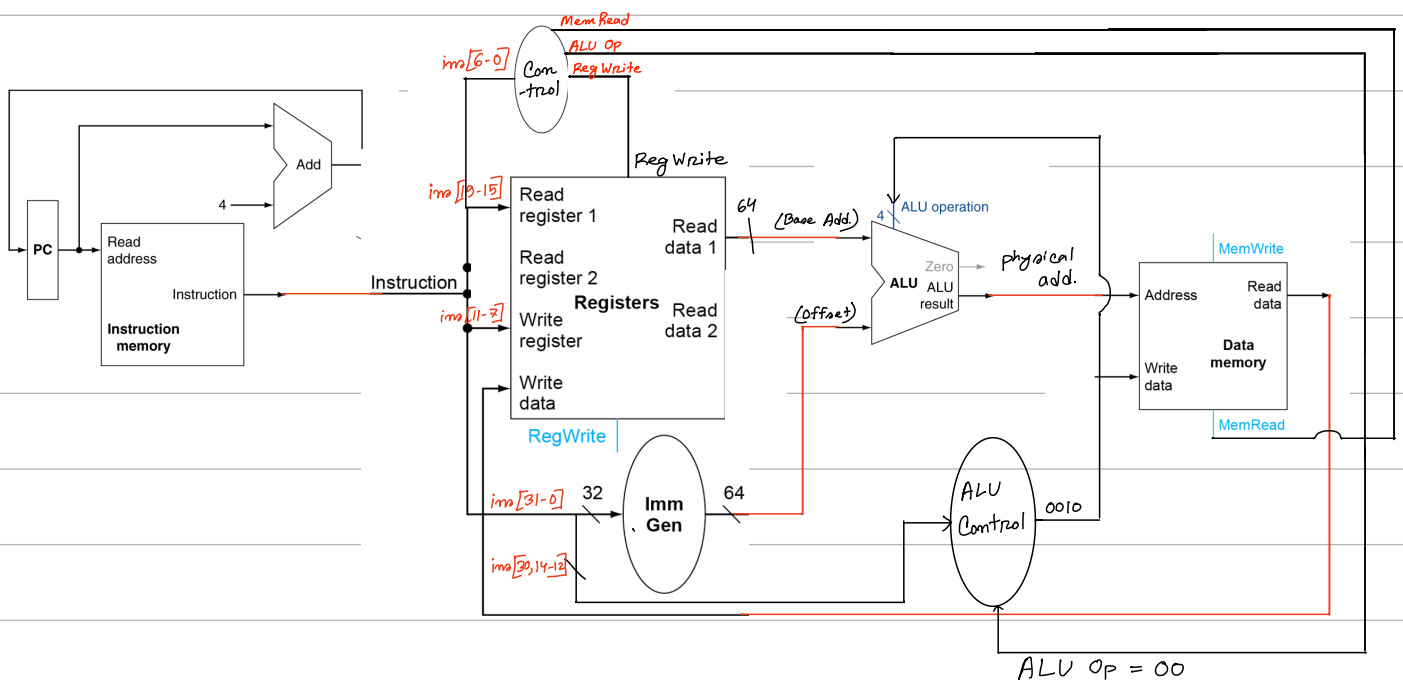 MemRead
ALU Op
RegWrite
ins[6-0]
Con
-trol
RegWrite
Add
4
PC
Read
address
Instruction
Instruction
memory
Instruction
ins[19-15]
ins[11-7]
Read
register 1
Read
register 2
Write
register
Write
data
Registers
Read
data 1
Read
data 2
RegWrite
64
(Base Add.)
(Offset)
4
ALU operation
Zero
ALU
ALU
result
physical
add.
MemWrite
Address
Read
data
Data
memory
Write
data
MemRead
ins[31-0]
32
Imm
Gen
64
ins[30,14-12]
ALU
Control
0010
ALU Op = 00